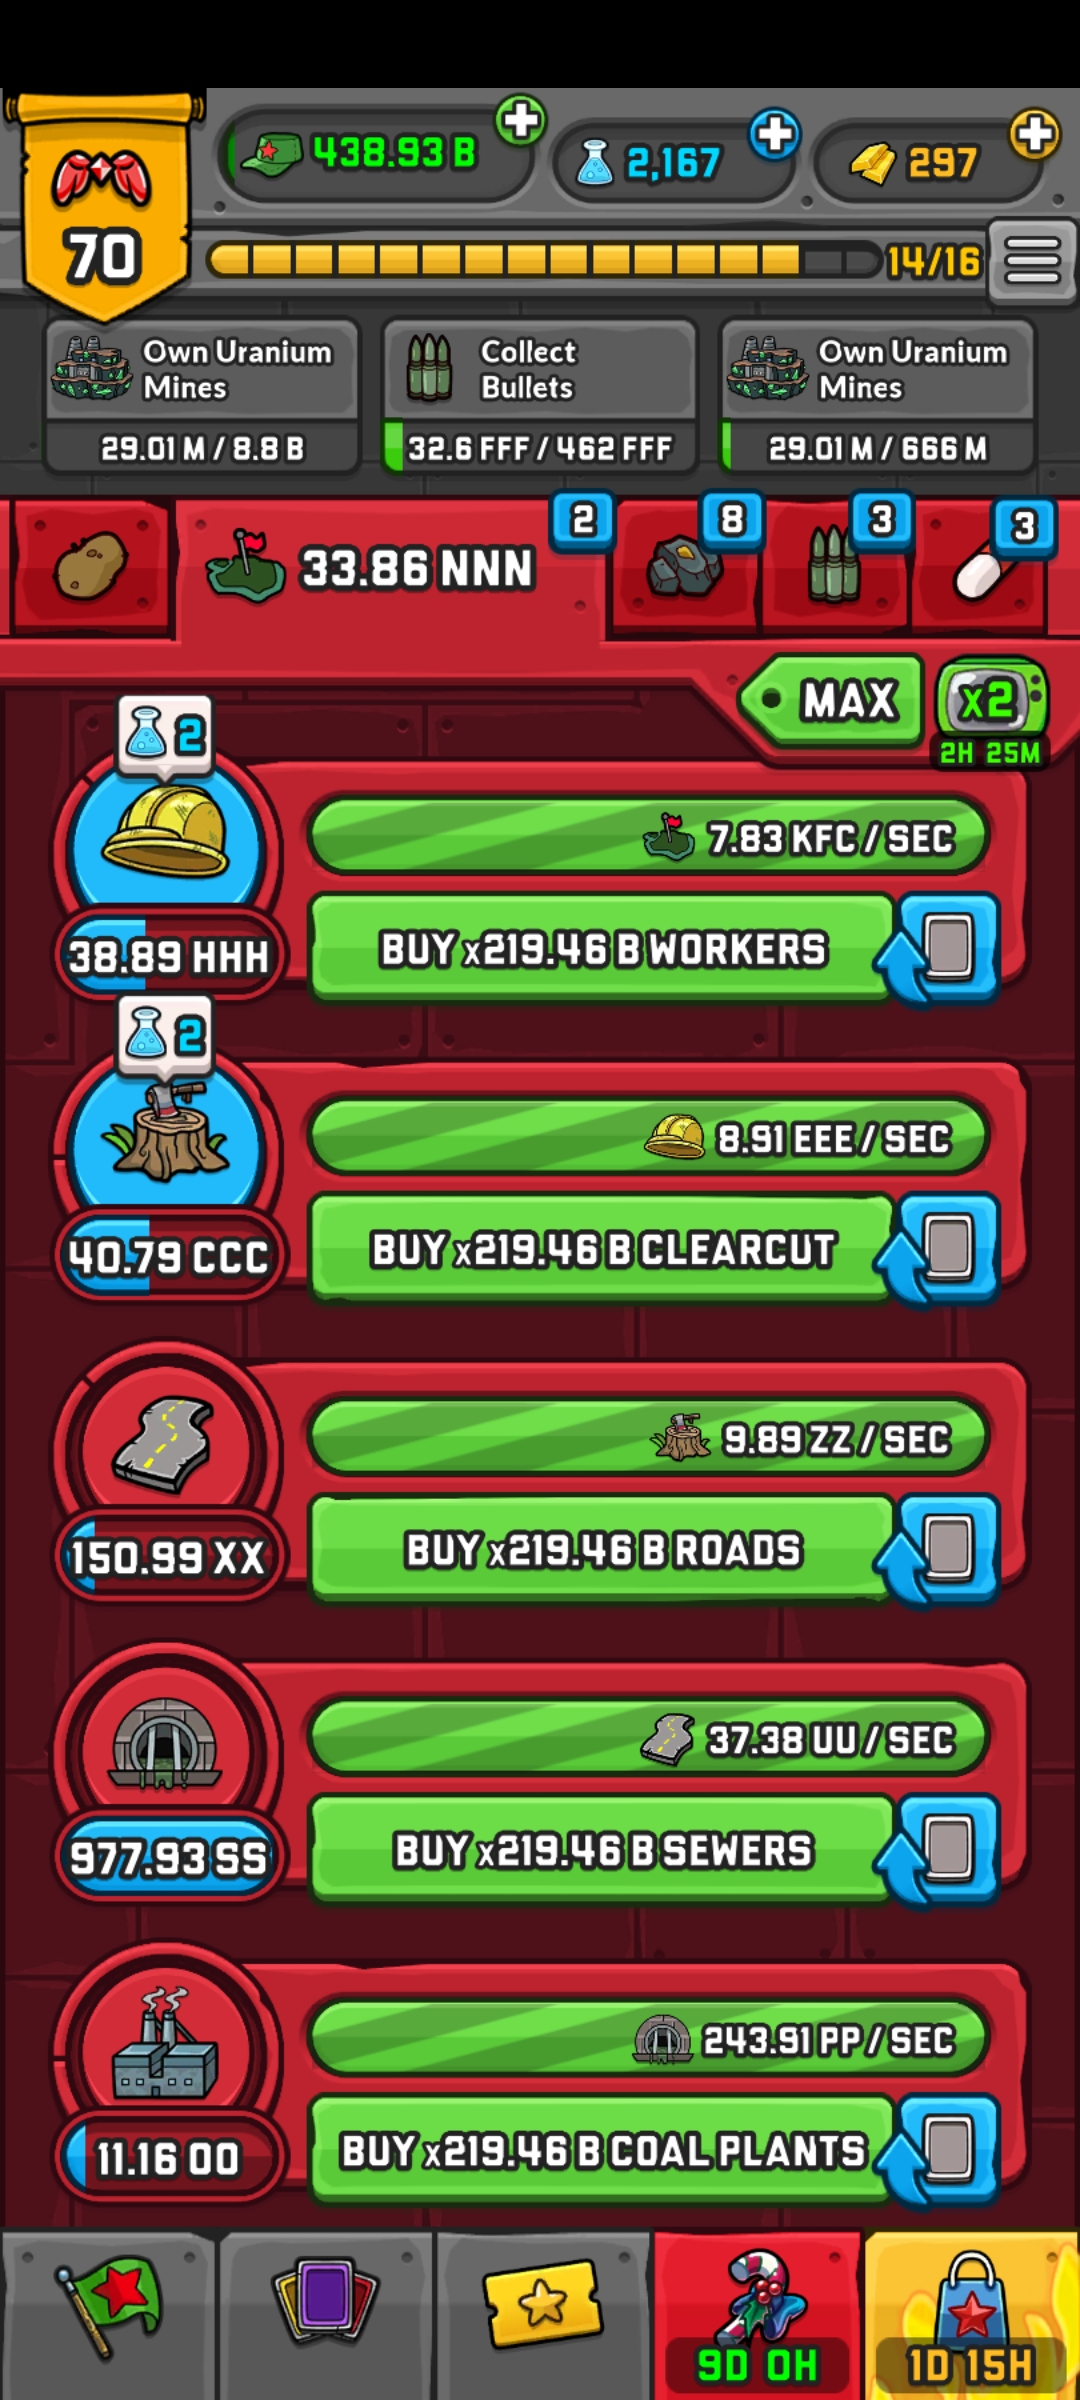 438.93 B
2,167
297
70
14/16
Own Uranium
Mines
29.01 M / 8.8 B
Collect
Bullets
32.6 FFF / 462 FFF
Own Uranium
Mines
29.01 M / 666 M
33.86 NNN
2
8
3
3
MAX
x2
2H 25M
2
7.83 KFC / SEC
38.89 HHH
BUY x219.46 B WORKERS
2
8.91 EEE / SEC
40.79 CCC
BUY x219.46 B CLEARCUT
9.89 ZZ / SEC
150.99 XX
BUY x219.46 B ROADS
37.38 UU / SEC
977.93 SS
BUY x219.46 B SEWERS
243.91 PP / SEC
11.16 OO
BUY x219.46 B COAL PLANTS
9D 0H
1D 15H